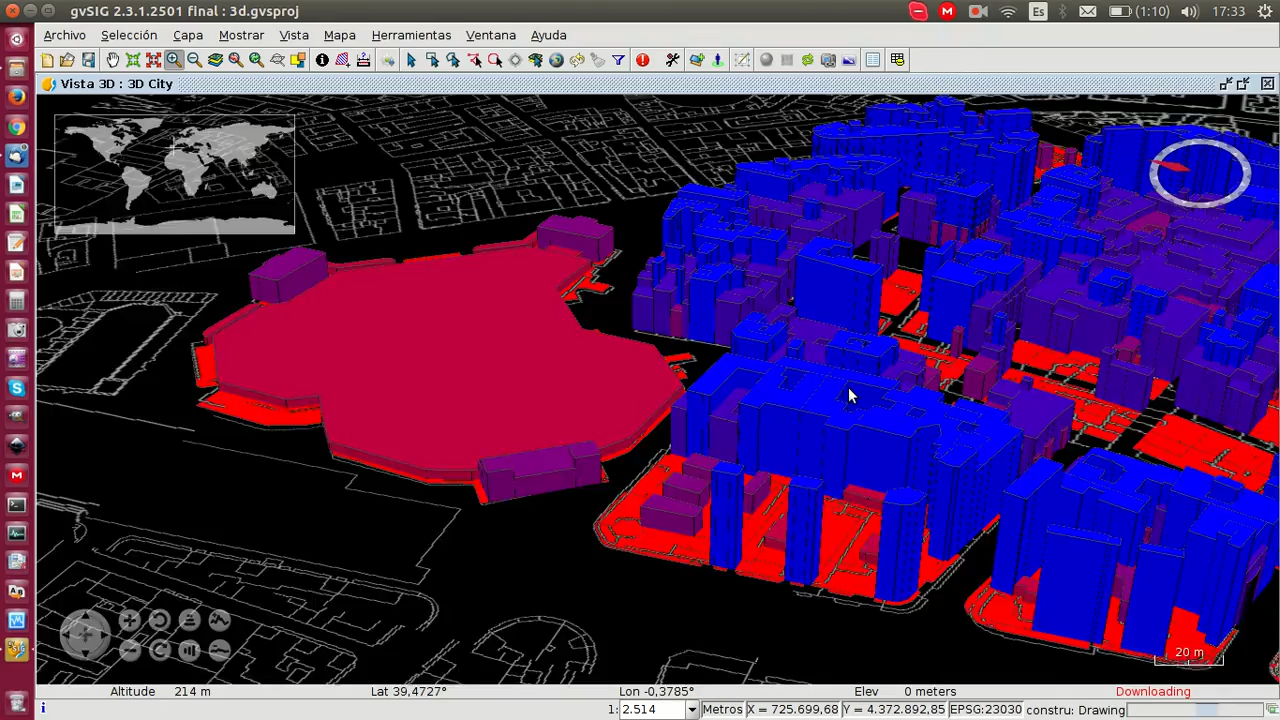 gvSIG 2.3.1.2501 final : 3d.gvsproj
Es
(1:10)
17:33
Archivo Selección Capa Mostrar Vista Mapa Herramientas Ventana Ayuda
Vista 3D : 3D City
20 m
Altitude 214 m Lat 39,4727° Lon -0,3785° Elev 0 meters Downloading
1: 2.514 Metros X = 725.699,68 Y = 4.372.892,85 EPSG:23030 constru: Drawing